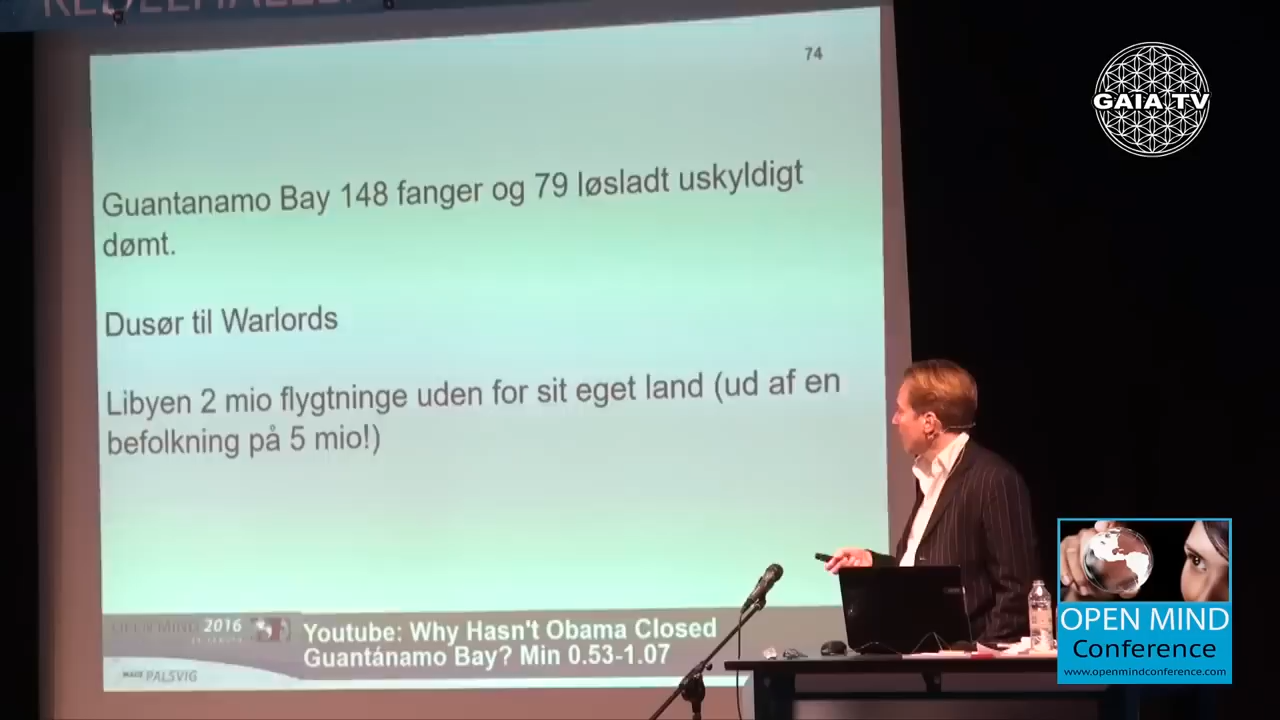 74
GAIA TV
Guantanamo Bay 148 fanger og 79 løsladt uskyldigt
dømt.
Dusør til Warlords
Libyen 2 mio flygtninge uden for sit eget land (ud af en
befolkning på 5 mio!)
OPEN MIND 2016
Youtube: Why Hasn't Obama Closed
Guantánamo Bay? Min 0.53-1.07
PALSVIG
OPEN MIND
Conference
www.openmindconference.com